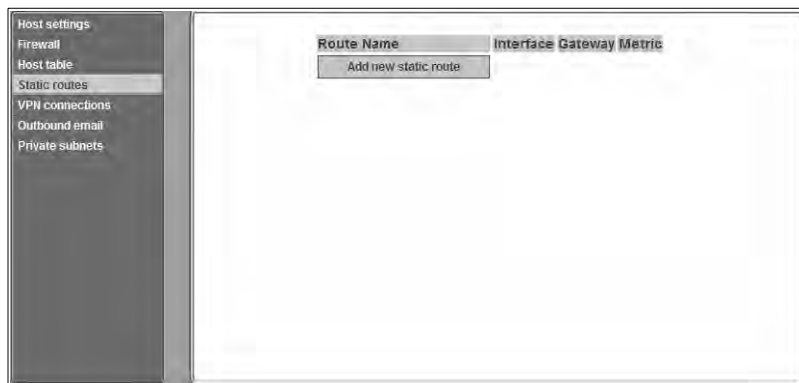 Host settings
Firewall
Host table
Static routes
VPN connections
Outbound email
Private subnets
Route Name Interface Gateway Metric
Add new static route